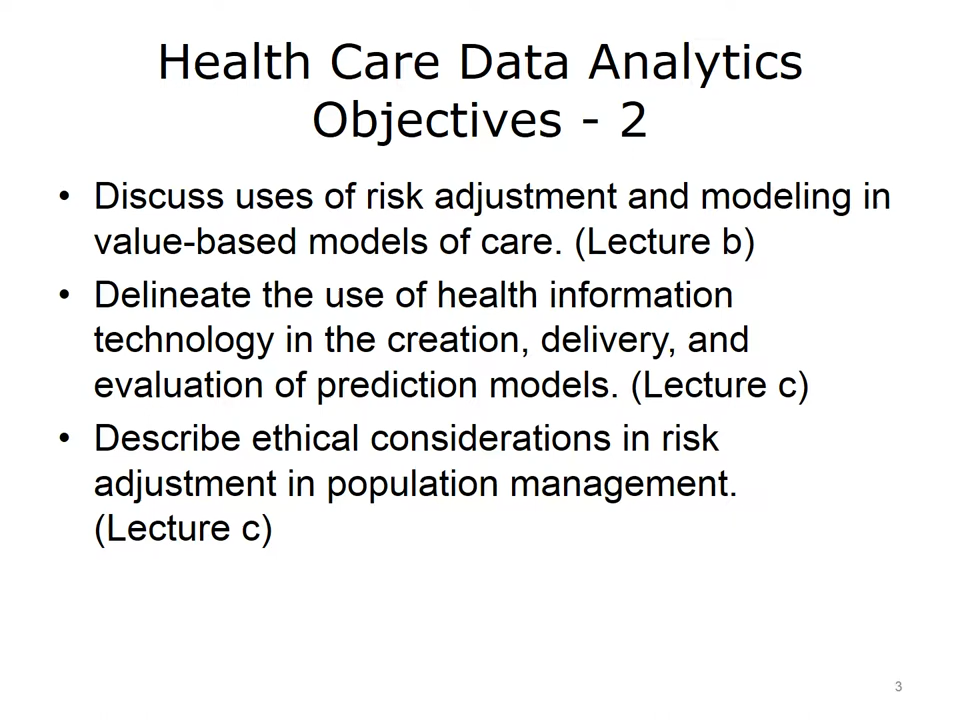 Health Care Data Analytics
Objectives - 2
• Discuss uses of risk adjustment and modeling in
value-based models of care. (Lecture b)
• Delineate the use of health information
technology in the creation, delivery, and
evaluation of prediction models. (Lecture c)
• Describe ethical considerations in risk
adjustment in population management.
(Lecture c)
3